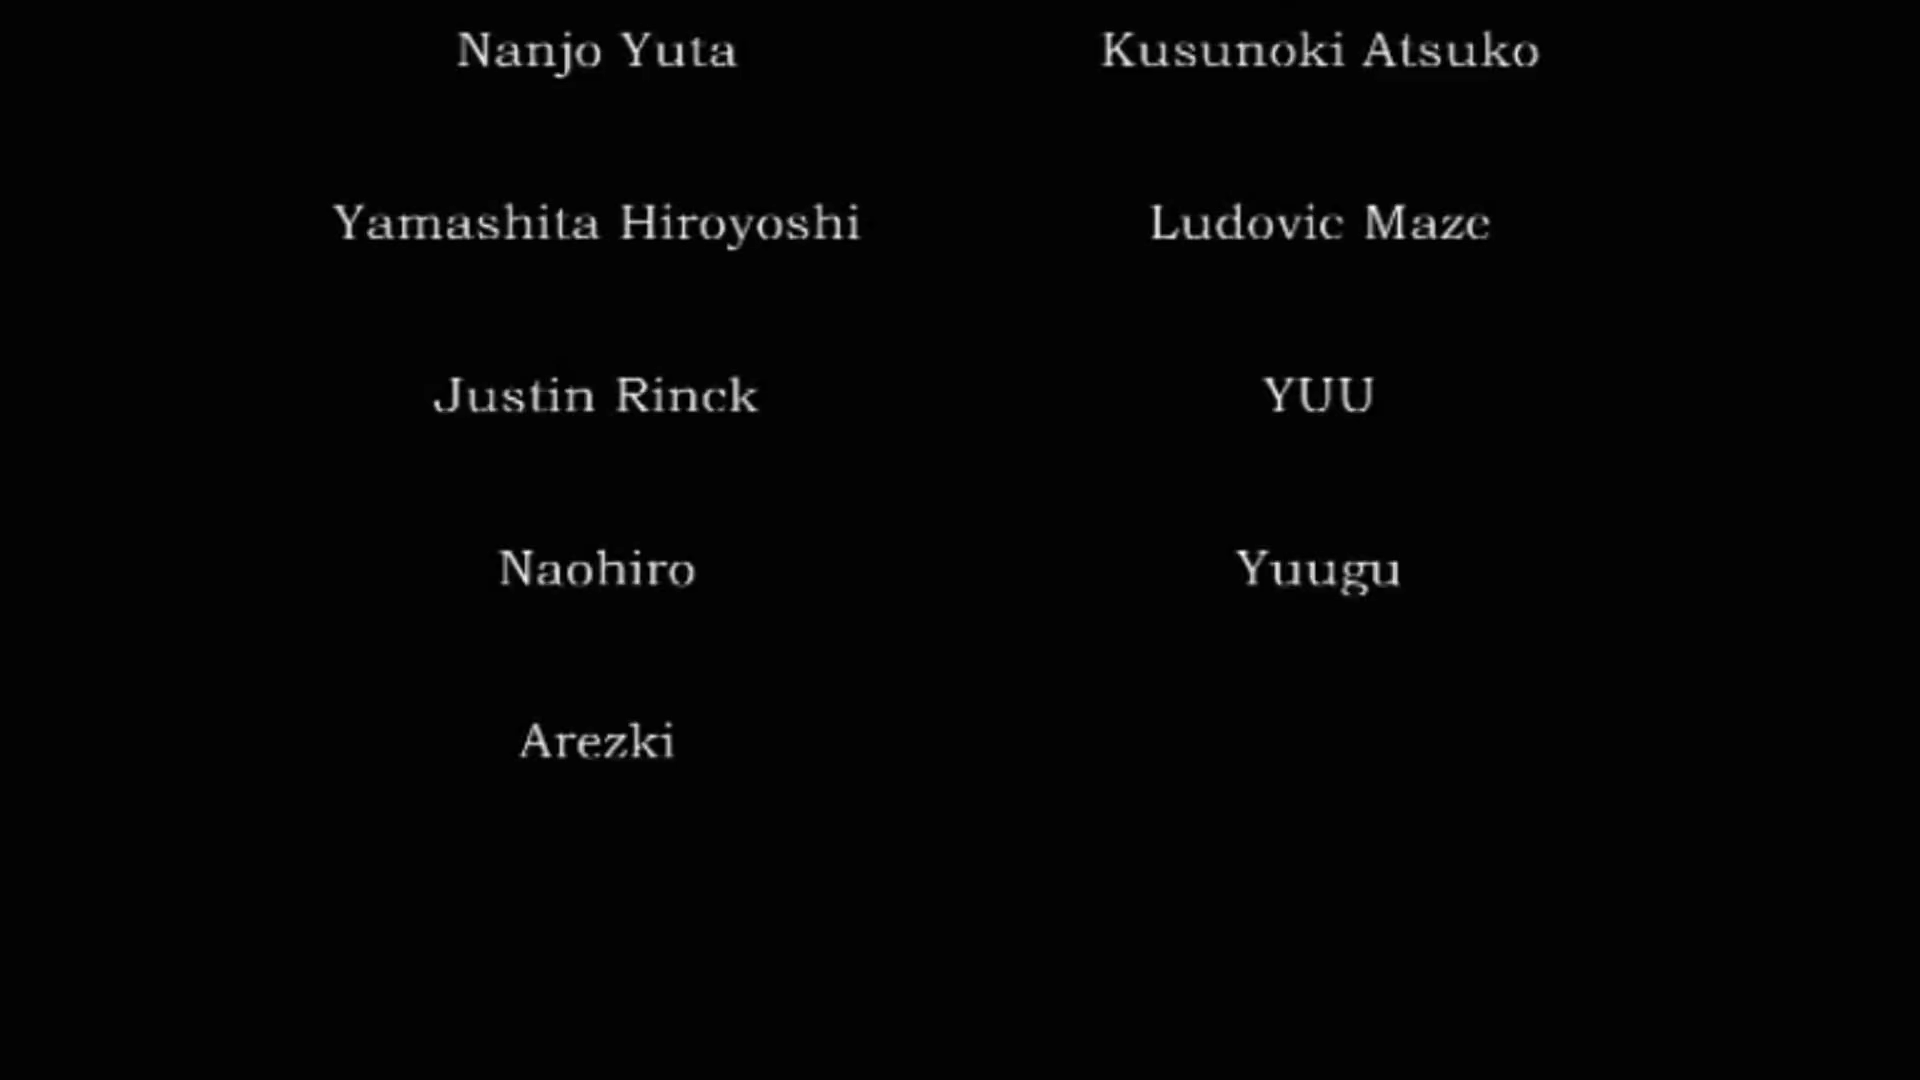 Nanjo Yuta Kusunoki Atsuko
Yamashita Hiroyoshi Ludovic Maze
Justin Rinck YUU
Naohiro Yuugu
Arezki